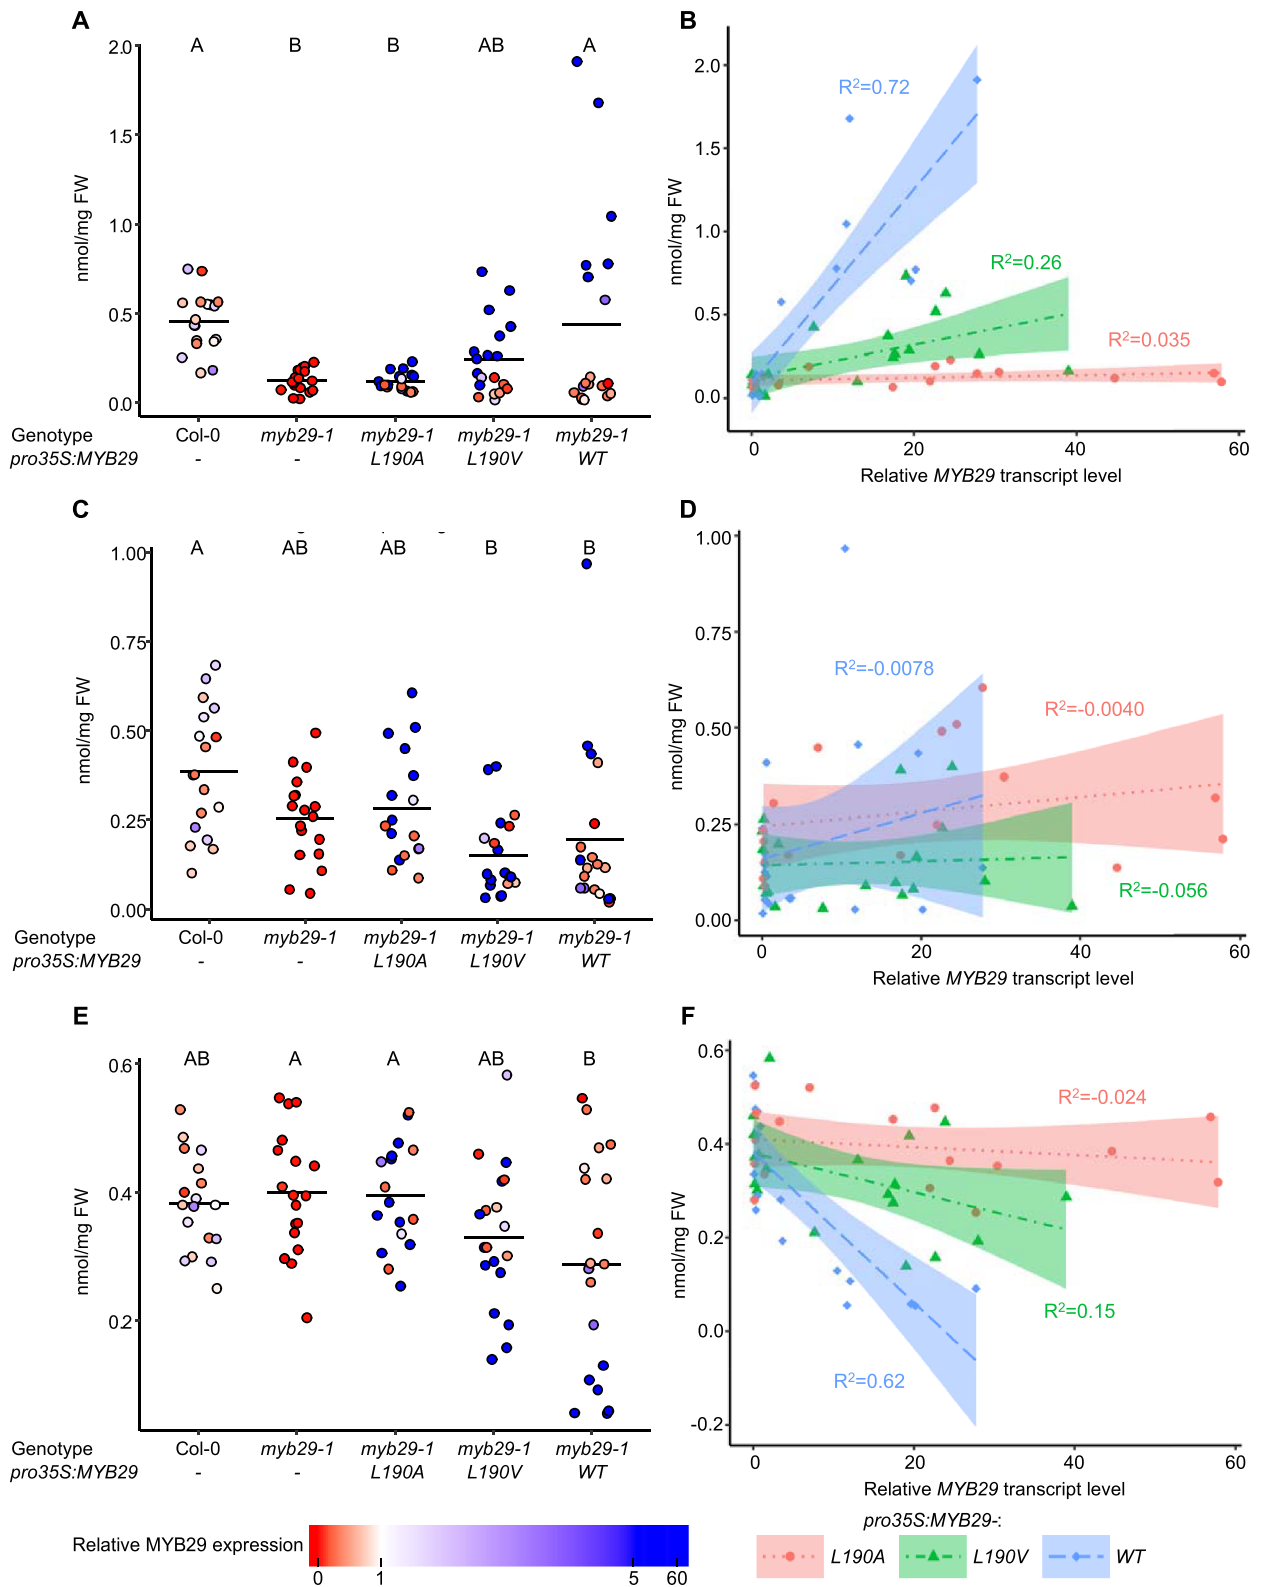 A
A B B AB A
2.0
1.5
1.0
0.5
0.0
nmol/mg FW
Genotype Col-0 myb29-1 myb29-1 myb29-1 myb29-1
pro35S:MYB29 - - L190A L190V WT
B
2.0
1.5
1.0
0.5
0.0
nmol/mg FW
R²=0.72
R²=0.26
R²=0.035
0 20 40 60
Relative MYB29 transcript level
C
A AB AB B B
1.00
0.75
0.50
0.25
0.00
nmol/mg FW
Genotype Col-0 myb29-1 myb29-1 myb29-1 myb29-1
pro35S:MYB29 - - L190A L190V WT
D
1.00
0.75
0.50
0.25
0.00
nmol/mg FW
R²=-0.0078
R²=-0.0040
R²=-0.056
0 20 40 60
Relative MYB29 transcript level
E
AB A A AB B
0.6
0.4
0.2
nmol/mg FW
Genotype Col-0 myb29-1 myb29-1 myb29-1 myb29-1
pro35S:MYB29 - - L190A L190V WT
F
0.6
0.4
0.2
0.0
-0.2
nmol/mg FW
R²=-0.024
R²=0.15
R²=0.62
0 20 40 60
Relative MYB29 transcript level
Relative MYB29 expression
0 1 5 60
pro35S:MYB29-:
L190A L190V WT